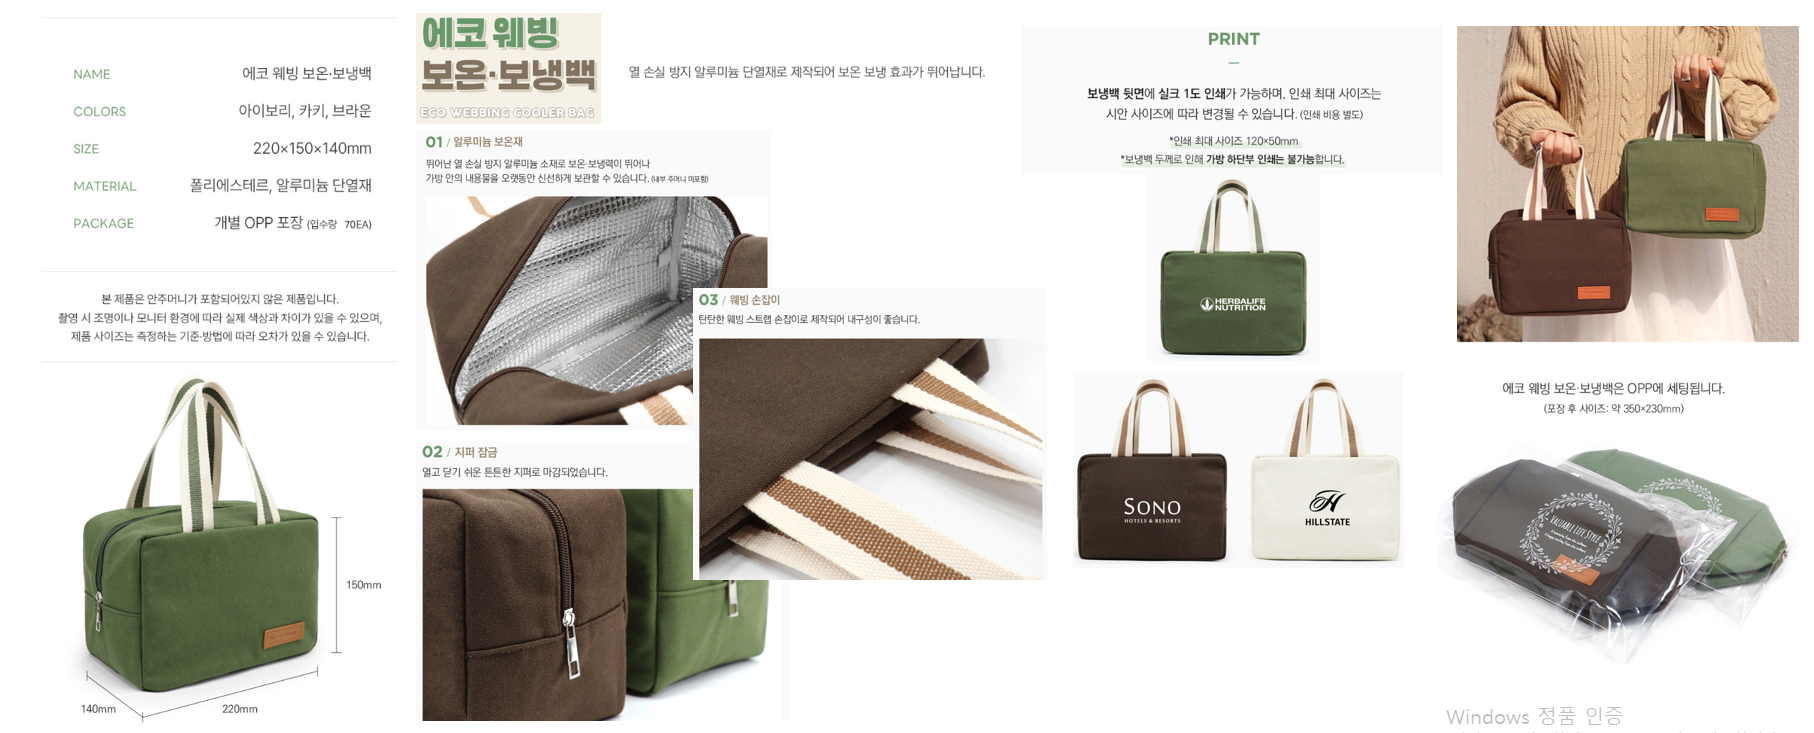 NAME 에코 웨빙 보온·보냉백
COLORS 아이보리, 카키, 브라운
SIZE 220×150×140mm
MATERIAL 폴리에스테르, 알루미늄 단열재
PACKAGE 개별 OPP 포장 (입수량 70EA)
본 제품은 안주머니가 포함되어있지 않은 제품입니다.
촬영 시 조명이나 모니터 환경에 따라 실제 색상과 차이가 있을 수 있으며,
제품 사이즈는 측정하는 기준·방법에 따라 오차가 있을 수 있습니다.
150mm
140mm
220mm
에코 웨빙
보온·보냉백
ECO WEBBING COOLER BAG
열 손실 방지 알루미늄 단열재로 제작되어 보온 보냉 효과가 뛰어납니다.
01 / 알루미늄 보온재
뛰어난 열 손실 방지 알루미늄 소재로 보온·보냉력이 뛰어나
가방 안의 내용물을 오랫동안 신선하게 보관할 수 있습니다. (내부 주머니 미포함)
02 / 지퍼 잠금
열고 닫기 쉬운 튼튼한 지퍼로 마감되었습니다.
03 / 웨빙 손잡이
탄탄한 웨빙 스트랩 손잡이로 제작되어 내구성이 좋습니다.
PRINT
보냉백 뒷면에 실크 1도 인쇄가 가능하며, 인쇄 최대 사이즈는
시안 사이즈에 따라 변경될 수 있습니다. (인쇄 비용 별도)
*인쇄 최대 사이즈 120×50mm
*보냉백 두께로 인해 가방 하단부 인쇄는 불가능합니다.
HERBALIFE
NUTRITION
SONO
HOTELS & RESORTS
H
HILLSTATE
에코 웨빙 보온·보냉백은 OPP에 세팅됩니다.
(포장 후 사이즈: 약 350×230mm)
VALUABLE LIFE STYLE
Windows 정품 인증